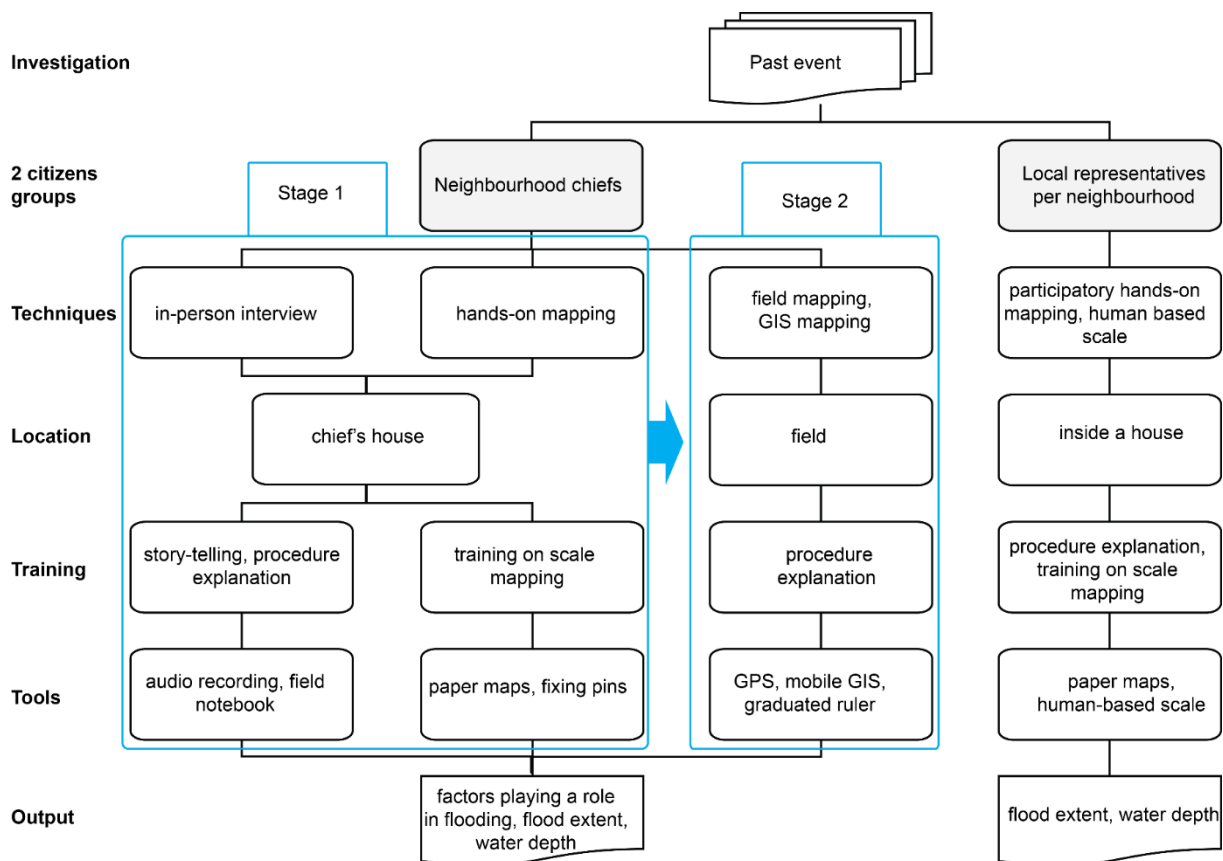 Investigation
Past event
2 citizens
groups
Stage 1
Neighbourhood chiefs
Stage 2
Local representatives
per neighbourhood
Techniques
in-person interview
hands-on mapping
field mapping,
GIS mapping
participatory hands-on
mapping, human based
scale
Location
chief's house
field
inside a house
Training
story-telling, procedure
explanation
training on scale
mapping
procedure
explanation
procedure explanation,
training on scale
mapping
Tools
audio recording, field
notebook
paper maps, fixing pins
GPS, mobile GIS,
graduated ruler
paper maps,
human-based scale
Output
factors playing a role
in flooding, flood extent,
water depth
flood extent, water depth